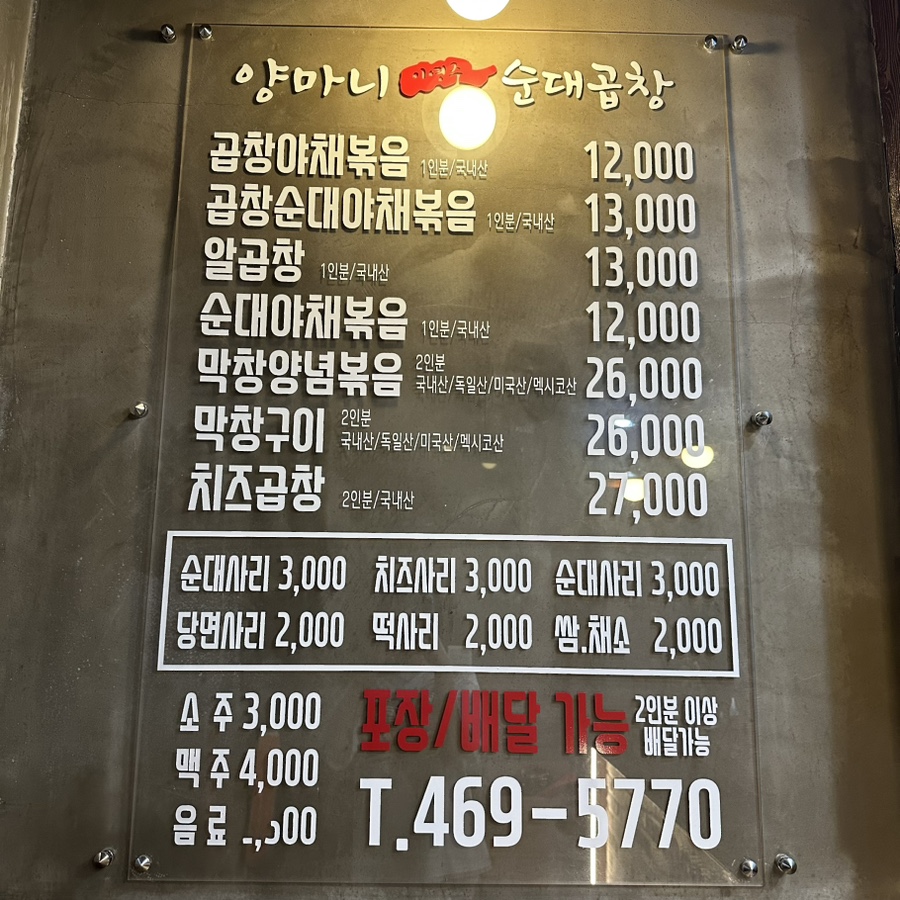 양마니 순대곱창
곱창야채볶음 1인분/국내산 12,000
곱창순대야채볶음 1인분/국내산 13,000
알곱창 1인분/국내산 13,000
순대야채볶음 1인분/국내산 12,000
막창양념볶음 2인분 국내산/독일산/미국산/멕시코산 26,000
막창구이 2인분 국내산/독일산/미국산/멕시코산 26,000
치즈곱창 2인분/국내산 27,000
순대사리 3,000 치즈사리 3,000 순대사리 3,000
당면사리 2,000 떡사리 2,000 쌈.채소 2,000
소주 3,000
맥주 4,000
음료
포장/배달 가능 2인분 이상 배달가능
T.469-5770